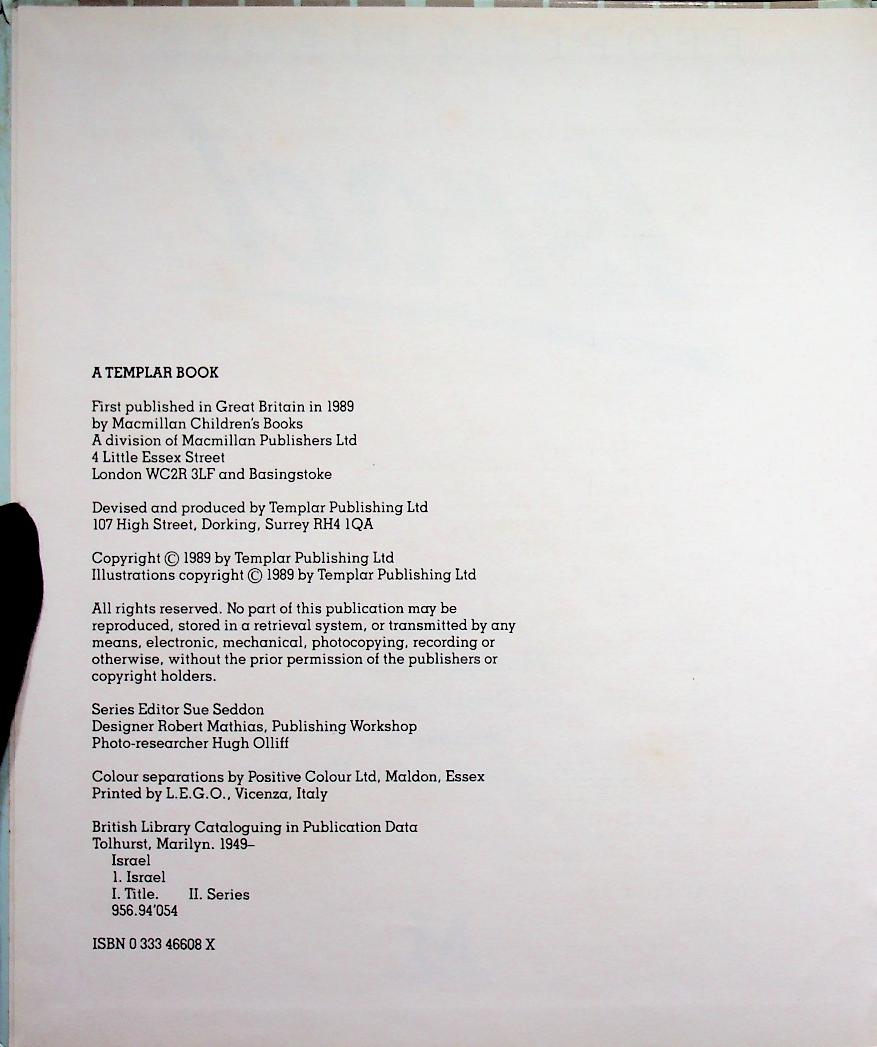 A TEMPLAR BOOK
First published in Great Britain in 1989
by Macmillan Children's Books
A division of Macmillan Publishers Ltd
4 Little Essex Street
London WC2R 3LF and Basingstoke
Devised and produced by Templar Publishing Ltd
107 High Street, Dorking, Surrey RH4 1QA
Copyright © 1989 by Templar Publishing Ltd
Illustrations copyright © 1989 by Templar Publishing Ltd
All rights reserved. No part of this publication may be
reproduced, stored in a retrieval system, or transmitted by any
means, electronic, mechanical, photocopying, recording or
otherwise, without the prior permission of the publishers or
copyright holders.
Series Editor Sue Seddon
Designer Robert Mathias, Publishing Workshop
Photo-researcher Hugh Olliff
Colour separations by Positive Colour Ltd, Maldon, Essex
Printed by L.E.G.O., Vicenza, Italy
British Library Cataloguing in Publication Data
Tolhurst, Marilyn. 1949–
Israel
1. Israel
I. Title. II. Series
956.94'054
ISBN 0 333 46608 X